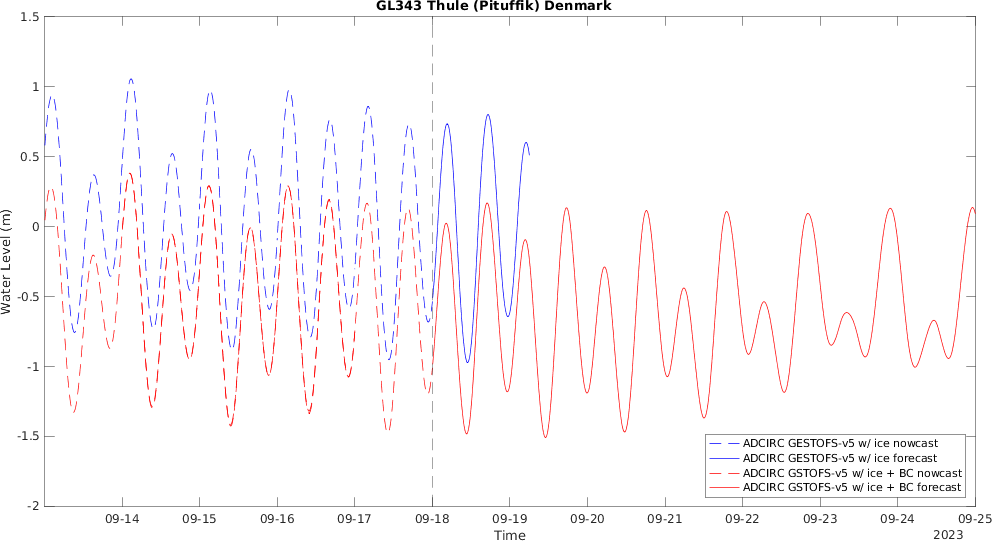 GL343 Thule (Pituffik) Denmark
1.5
1
0.5
0
-0.5
-1
-1.5
-2
Water Level (m)
ADCIRC GESTOFS-v5 w/ ice nowcast
ADCIRC GESTOFS-v5 w/ ice forecast
ADCIRC GSTOFS-v5 w/ ice + BC nowcast
ADCIRC GSTOFS-v5 w/ ice + BC forecast
09-14 09-15 09-16 09-17 09-18 09-19 09-20 09-21 09-22 09-23 09-24 09-25
Time
2023